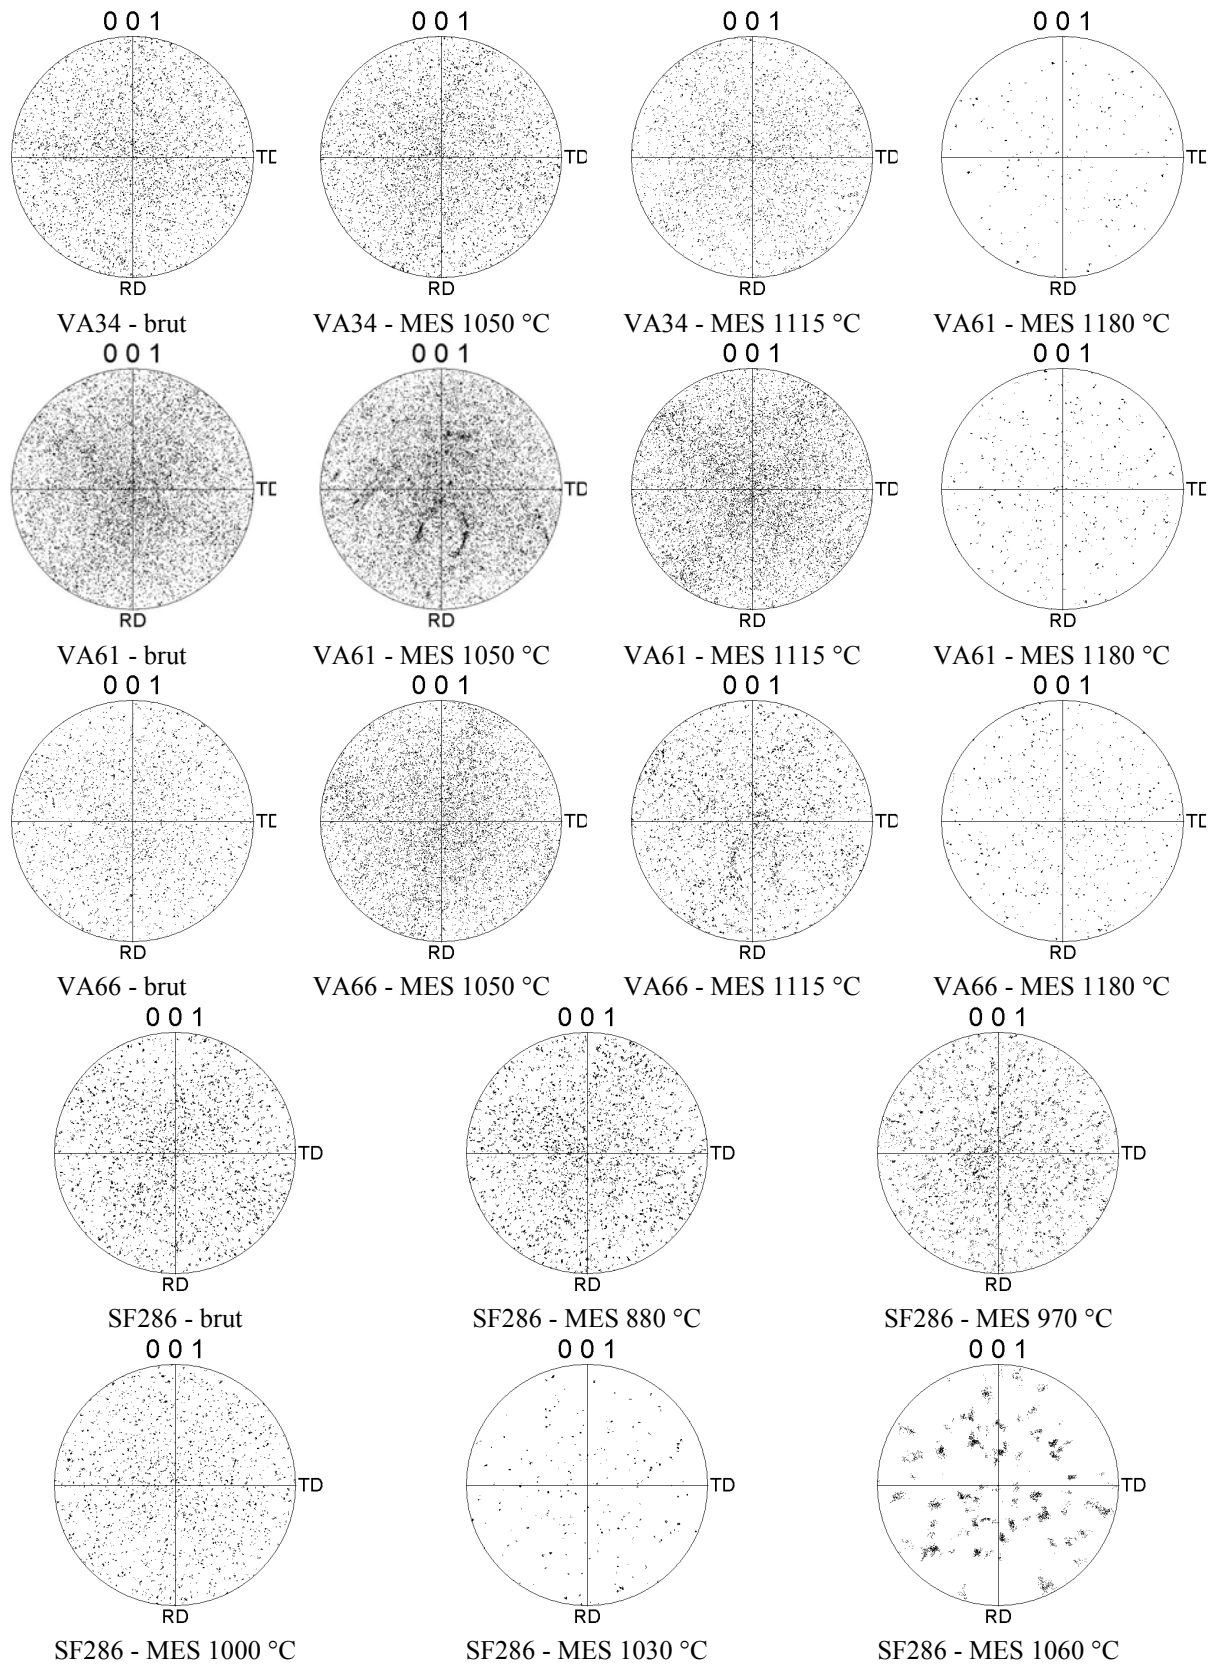 0 0 1 0 0 1 0 0 1 0 0 1
TD TD TD TD
RD RD RD RD
VA34 - brut VA34 - MES 1050 °C VA34 - MES 1115 °C VA61 - MES 1180 °C
0 0 1 0 0 1 0 0 1 0 0 1
TD TD TD TD
RD RD RD RD
VA61 - brut VA61 - MES 1050 °C VA61 - MES 1115 °C VA61 - MES 1180 °C
0 0 1 0 0 1 0 0 1 0 0 1
TD TD TD TD
RD RD RD RD
VA66 - brut VA66 - MES 1050 °C VA66 - MES 1115 °C VA66 - MES 1180 °C
0 0 1 0 0 1 0 0 1
TD TD TD
RD RD RD
SF286 - brut SF286 - MES 880 °C SF286 - MES 970 °C
0 0 1 0 0 1 0 0 1
TD TD TD
RD RD RD
SF286 - MES 1000 °C SF286 - MES 1030 °C SF286 - MES 1060 °C